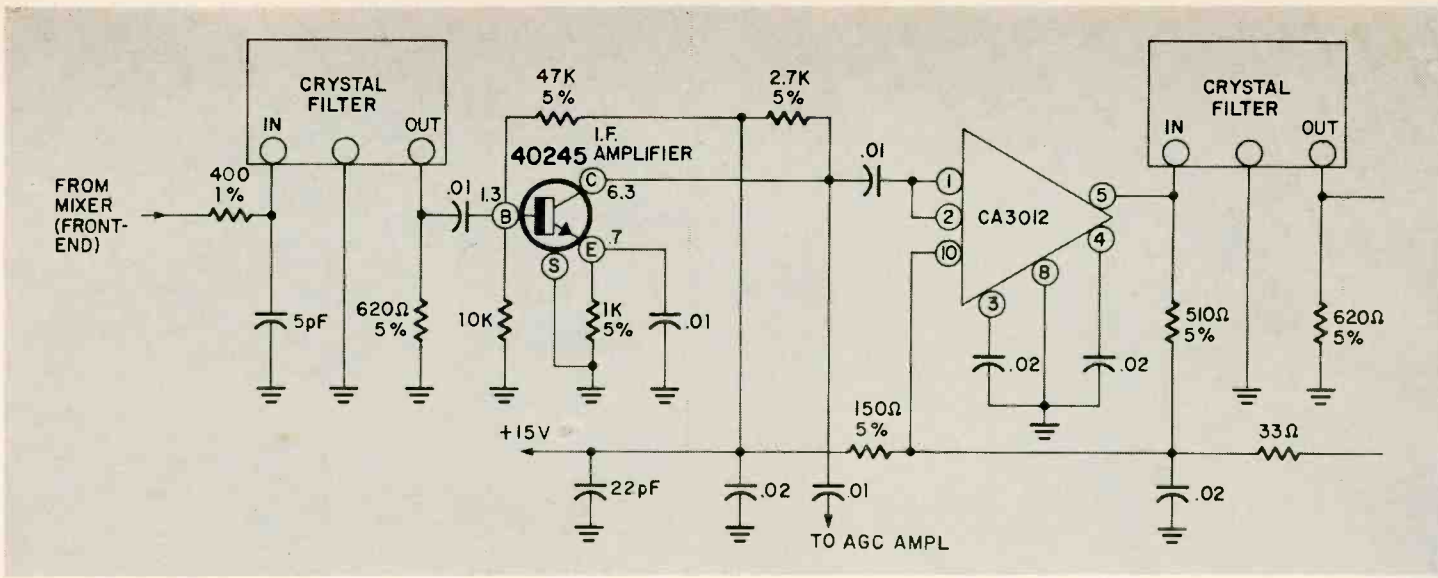 CRYSTAL
FILTER
IN
OUT
FROM
MIXER
(FRONT-
END)
400
1%
5pF
620Ω
5%
.01
1.3
B
10K
47K
5%
40245
I.F.
AMPLIFIER
C
6.3
E
.7
S
1K
5%
.01
2.7K
5%
.01
1
2
10
CA3012
5
4
8
3
.02
.02
CRYSTAL
FILTER
IN
OUT
510Ω
5%
620Ω
5%
+15V
22pF
.02
150Ω
5%
.01
TO AGC AMPL
33Ω
.02